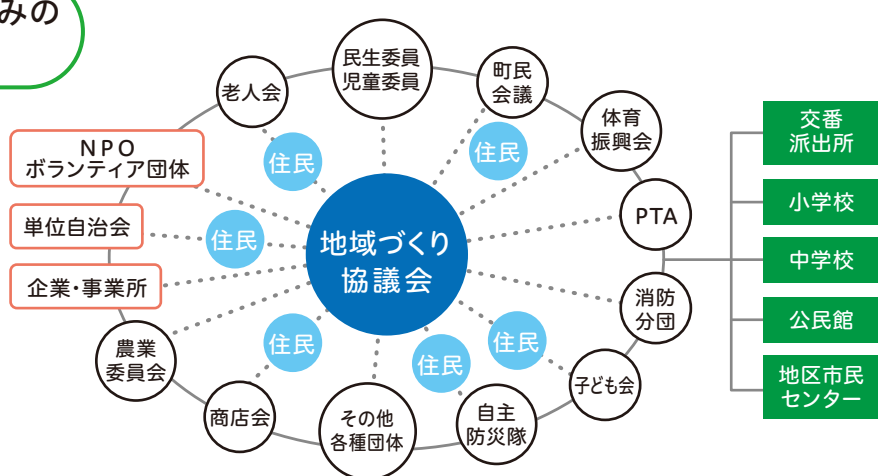 みの
民生委員
児童委員
町民
会議
老人会
体育
振興会
交番
派出所
NPO
ボランティア団体
住民
住民
小学校
PTA
単位自治会
住民
地域づくり
協議会
中学校
企業・事業所
消防
分団
公民館
農業
委員会
住民
住民
住民
子ども会
地区市民
センター
商店会
その他
各種団体
自主
防災隊